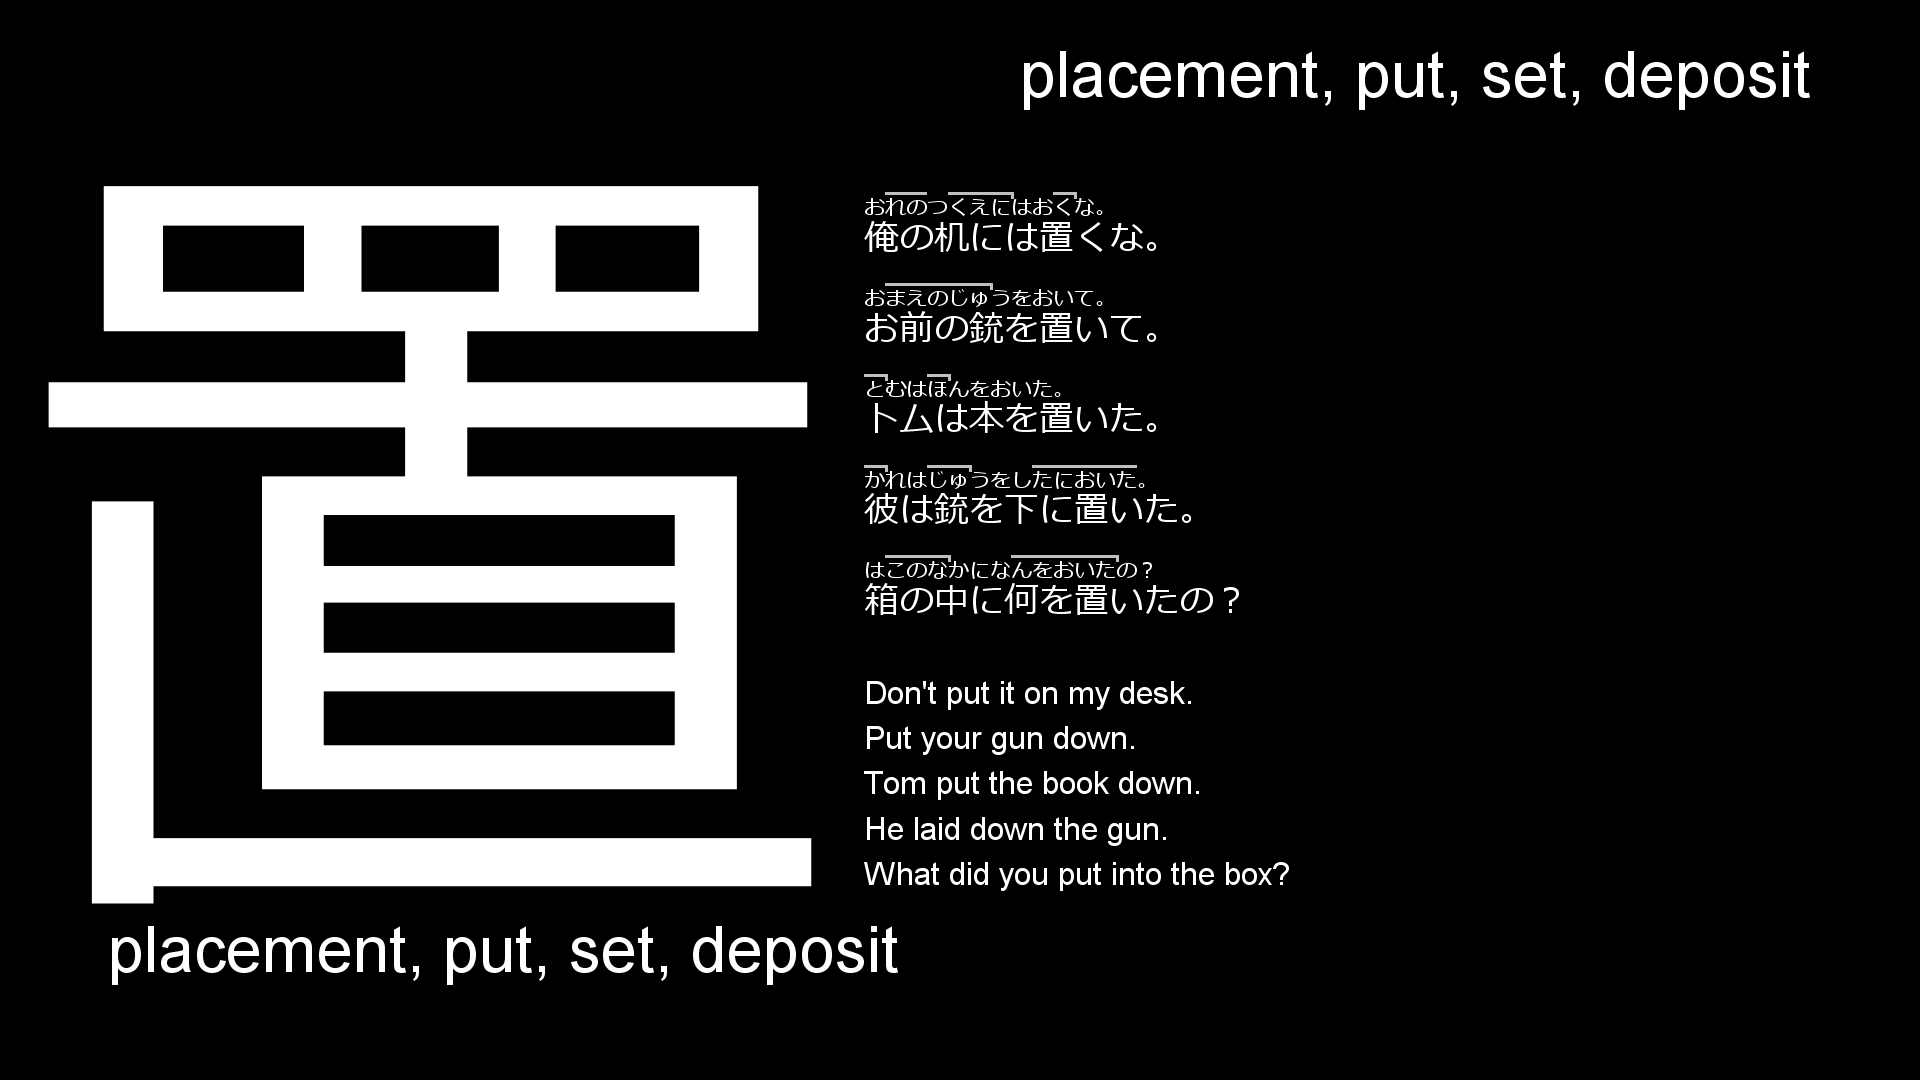 placement, put, set, deposit
置
おれのつくえにはおくな。
俺の机には置くな。
おまえのじゅうをおいて。
お前の銃を置いて。
とむはほんをおいた。
トムは本を置いた。
かれはじゅうをしたにおいた。
彼は銃を下に置いた。
はこのなかになんをおいたの？
箱の中に何を置いたの？
Don't put it on my desk.
Put your gun down.
Tom put the book down.
He laid down the gun.
What did you put into the box?
placement, put, set, deposit